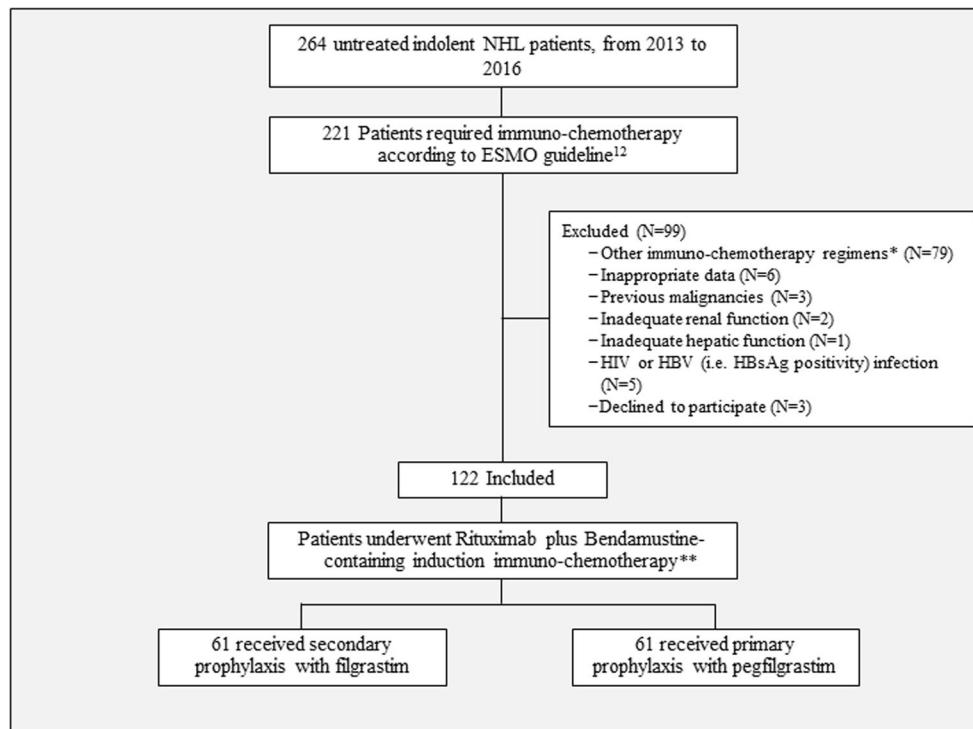 264 untreated indolent NHL patients, from 2013 to
2016
221 Patients required immuno-chemotherapy
according to ESMO guideline¹²
Excluded (N=99)
−Other immuno-chemotherapy regimens* (N=79)
−Inappropriate data (N=6)
−Previous malignancies (N=3)
−Inadequate renal function (N=2)
−Inadequate hepatic function (N=1)
−HIV or HBV (i.e. HBsAg positivity) infection
(N=5)
−Declined to participate (N=3)
122 Included
Patients underwent Rituximab plus Bendamustine-
containing induction immuno-chemotherapy**
61 received secondary
prophylaxis with filgrastim
61 received primary
prophylaxis with pegfilgrastim